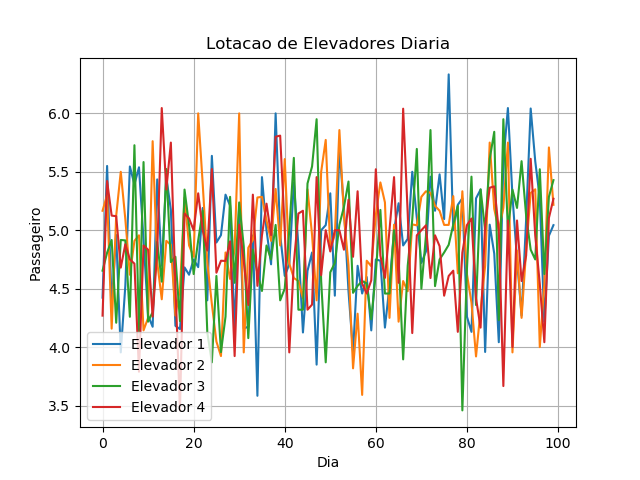 Lotacao de Elevadores Diaria
Passageiro
6.0
5.5
5.0
4.5
4.0
3.5
Elevador 1
Elevador 2
Elevador 3
Elevador 4
0 20 40 60 80 100
Dia